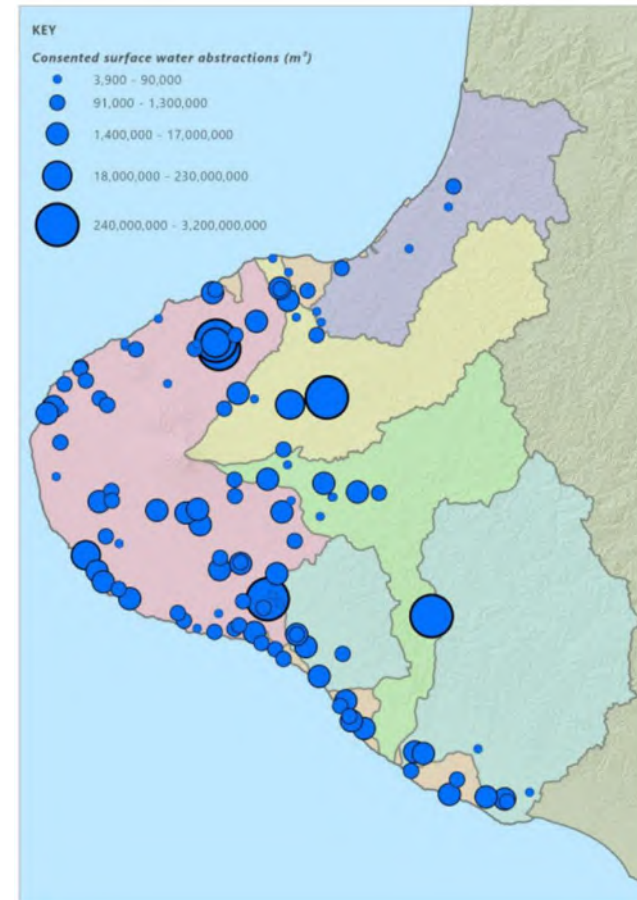 KEY
Consented surface water abstractions (m³)
3,900 - 90,000
91,000 - 1,300,000
1,400,000 - 17,000,000
18,000,000 - 230,000,000
240,000,000 - 3,200,000,000